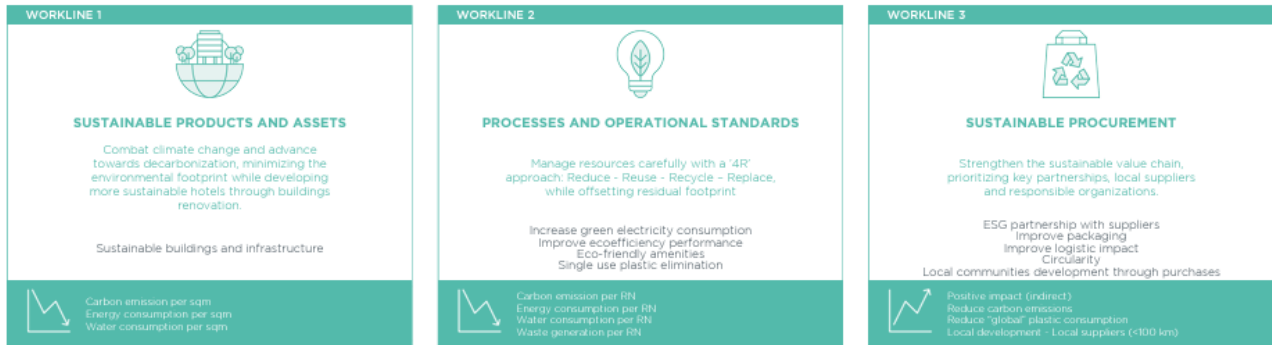 WORKLINE 1
SUSTAINABLE PRODUCTS AND ASSETS
Combat climate change and advance
towards decarbonization, minimizing the
environmental footprint while developing
more sustainable hotels through buildings
renovation.
Sustainable buildings and infrastructure
Carbon emission per sqm
Energy consumption per sqm
Water consumption per sqm
WORKLINE 2
PROCESSES AND OPERATIONAL STANDARDS
Manage resources carefully with a '4R'
approach: Reduce - Reuse - Recycle – Replace,
while offsetting residual footprint
Increase green electricity consumption
Improve ecoefficiency performance
Eco-friendly amenities
Single use plastic elimination
Carbon emission per RN
Energy consumption per RN
Water consumption per RN
Waste generation per RN
WORKLINE 3
SUSTAINABLE PROCUREMENT
Strengthen the sustainable value chain,
prioritizing key partnerships, local suppliers
and responsible organizations.
ESG partnership with suppliers
Improve packaging
Improve logistic impact
Circularity
Local communities development through purchases
Positive impact (indirect)
Reduce carbon emissions
Reduce "global" plastic consumption
Local development - Local suppliers (<100 km)